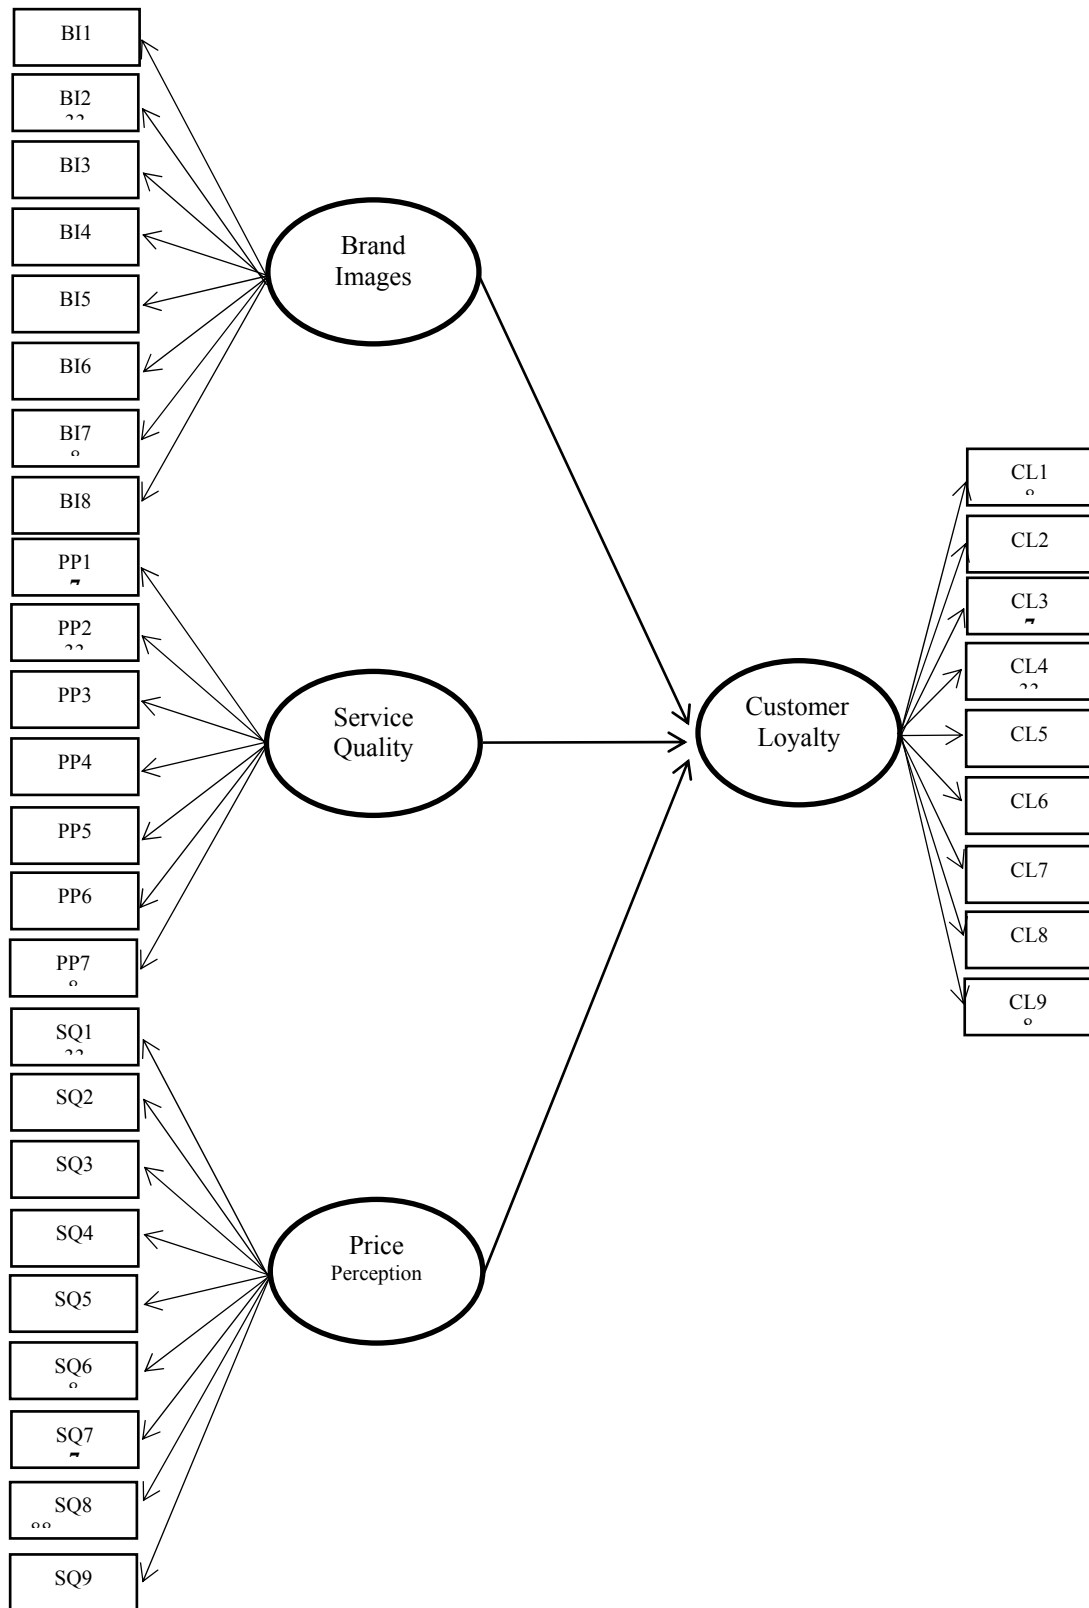 BI1
BI2
BI3
BI4
BI5
BI6
BI7
BI8
Brand
Images
PP1
PP2
PP3
PP4
PP5
PP6
PP7
Service
Quality
SQ1
SQ2
SQ3
SQ4
SQ5
SQ6
SQ7
SQ8
SQ9
Price
Perception
Customer
Loyalty
CL1
CL2
CL3
CL4
CL5
CL6
CL7
CL8
CL9